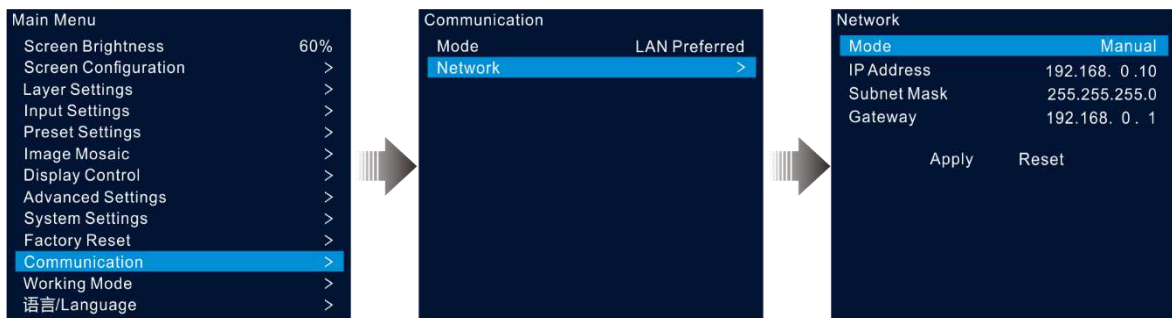 Main Menu
Screen Brightness 60%
Screen Configuration >
Layer Settings >
Input Settings >
Preset Settings >
Image Mosaic >
Display Control >
Advanced Settings >
System Settings >
Factory Reset >
Communication >
Working Mode >
语言/Language >
Communication
Mode LAN Preferred
Network >
Network
Mode Manual
IP Address 192.168. 0 .10
Subnet Mask 255.255.255.0
Gateway 192.168. 0 . 1
Apply Reset